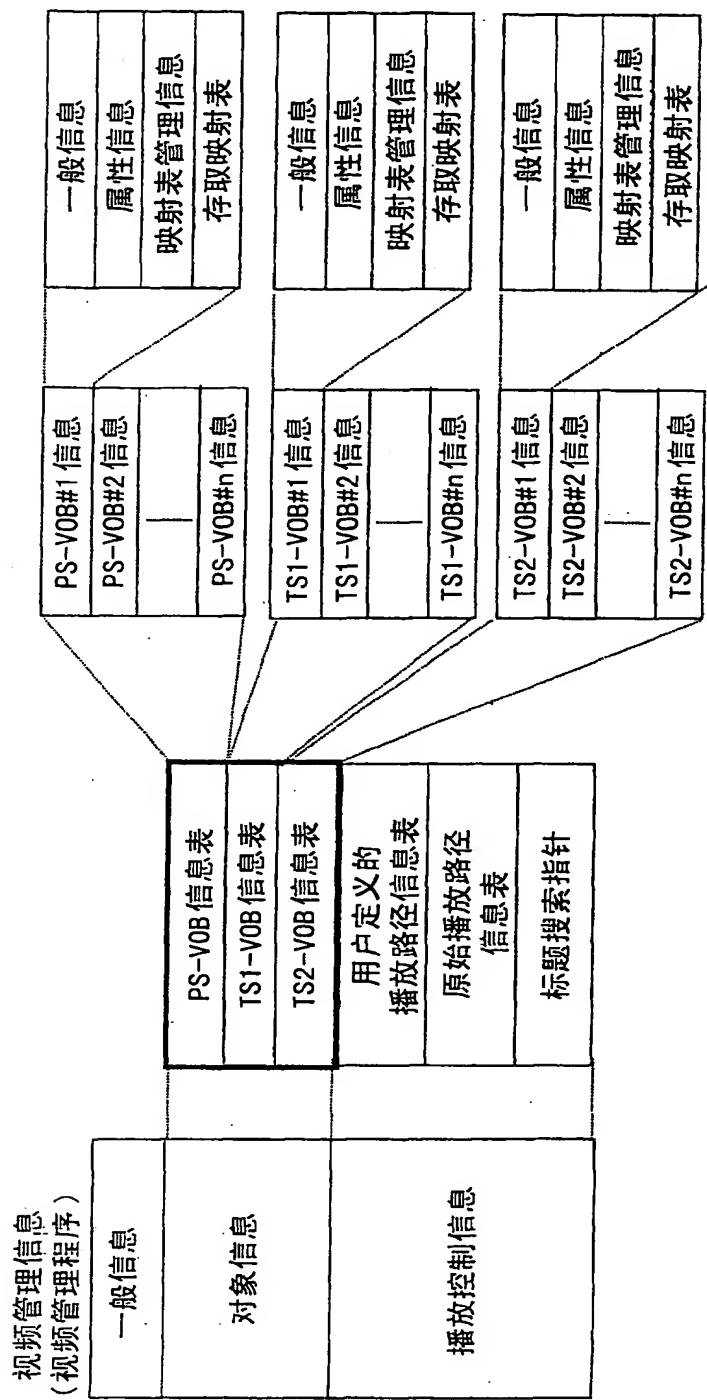 视频管理信息
(视频管理程序)
一般信息
对象信息
播放控制信息
PS-VOB信息表
TS1-VOB信息表
TS2-VOB信息表
用户定义的
播放路径信息表
原始播放路径
信息表
标题搜索指针
PS-VOB#1信息
PS-VOB#2信息
PS-VOB#n信息
TS1-VOB#1信息
TS1-VOB#2信息
TS1-VOB#n信息
TS2-VOB#1信息
TS2-VOB#2信息
TS2-VOB#n信息
一般信息
属性信息
映射表管理信息
存取映射表
一般信息
属性信息
映射表管理信息
存取映射表
一般信息
属性信息
映射表管理信息
存取映射表